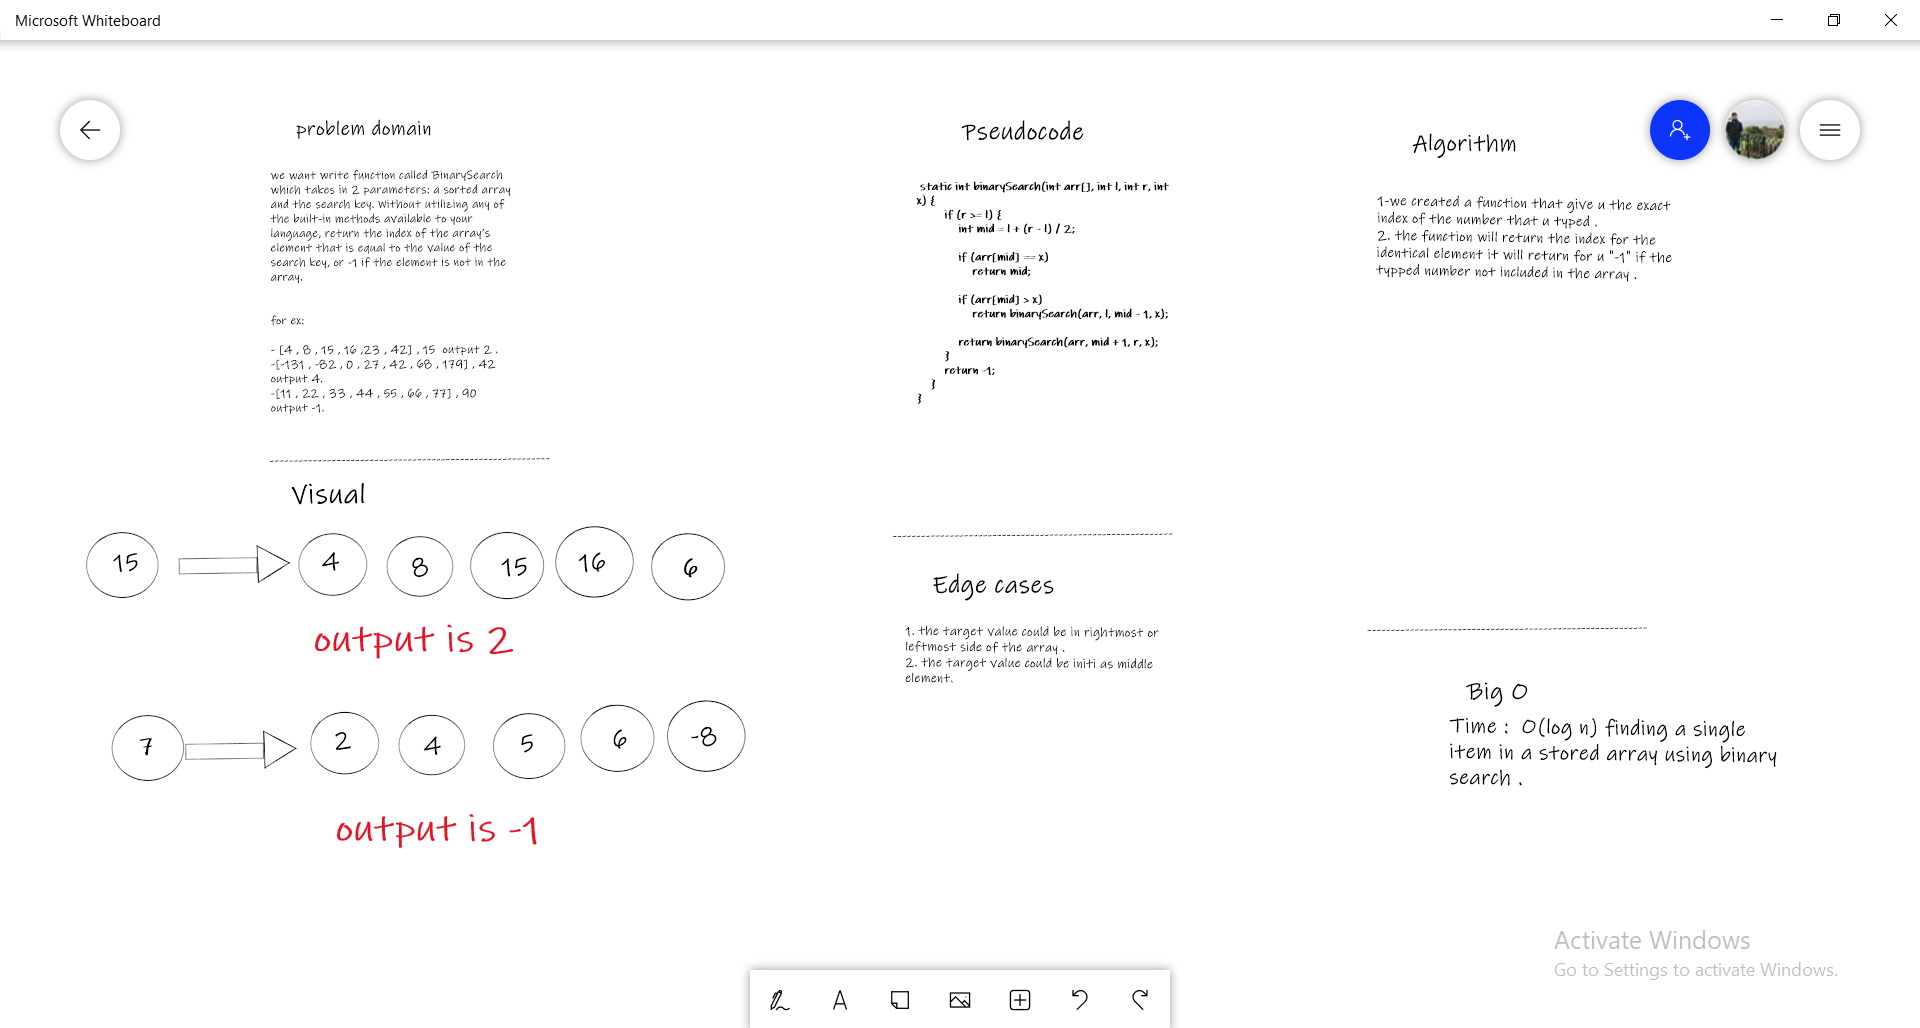 Microsoft Whiteboard
problem domain
we want write function called BinarySearch
which takes in 2 parameters: a sorted array
and the search key. Without utilizing any of
the built-in methods available to your
language, return the index of the array's
element that is equal to the value of the
search key, or -1 if the element is not in the
array.
for ex:
- [4 , 8 , 15 , 16 ,23 , 42] , 15 output 2 .
-[-131 , -82 , 0 , 27 , 42 , 68 , 179] , 42
output 4.
-[11 , 22 , 33 , 44 , 55 , 66 , 77] , 90
output -1.
Visual
15 4 8 15 16 6
output is 2
7 2 4 5 6 -8
output is -1
Pseudocode
static int binarySearch(int arr[], int l, int r, int
x) {
if (r >= l) {
int mid = l + (r - l) / 2;
if (arr[mid] == x)
return mid;
if (arr[mid] > x)
return binarySearch(arr, l, mid - 1, x);
return binarySearch(arr, mid + 1, r, x);
}
return -1;
}
}
Edge cases
1. the target value could be in rightmost or
leftmost side of the array .
2. the target value could be initi as middle
element.
Algorithm
1-we created a function that give u the exact
index of the number that u typed .
2. the function will return the index for the
identical element it will return for u "-1" if the
typped number not included in the array .
Big O
Time : O(log n) finding a single
item in a stored array using binary
search .
Activate Windows
Go to Settings to activate Windows.